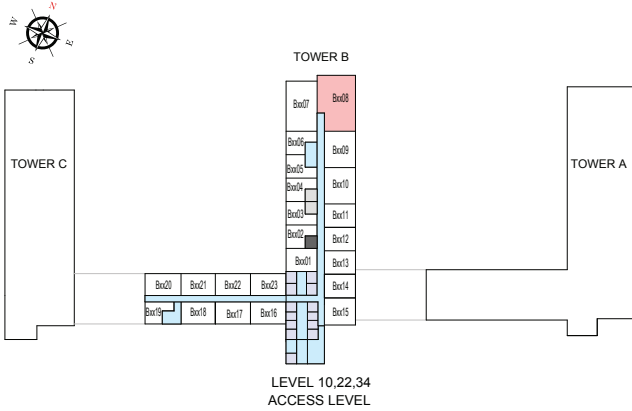 N
W
E
S
TOWER B
Bxx07
Bxx08
Bxx06
Bxx09
TOWER C
TOWER A
Bxx05
Bxx10
Bxx04
Bxx03
Bxx11
Bxx02
Bxx12
Bxx01
Bxx13
Bxx20 Bxx21 Bxx22 Bxx23
Bxx14
Bxx19 Bxx18 Bxx17 Bxx16
Bxx15
LEVEL 10,22,34
ACCESS LEVEL